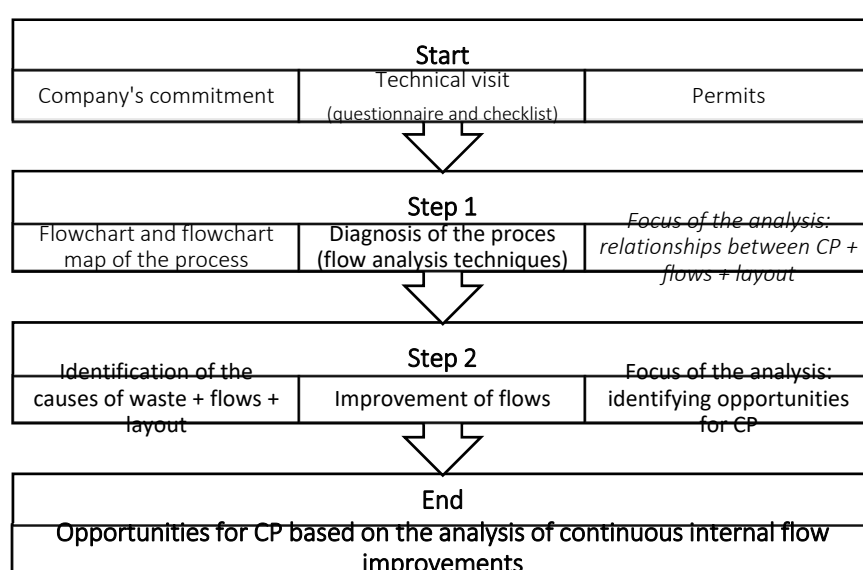 Start
Company's commitment
Technical visit
(questionnaire and checklist)
Permits
Step 1
Flowchart and flowchart
map of the process
Diagnosis of the proces
(flow analysis techniques)
Focus of the analysis:
relationships between CP +
flows + layout
Step 2
Identification of the
causes of waste + flows +
layout
Improvement of flows
Focus of the analysis:
identifying opportunities
for CP
End
Opportunities for CP based on the analysis of continuous internal flow
improvements